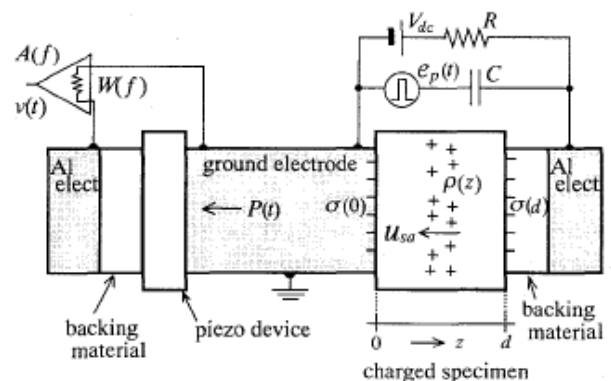 V_dc R
A(f)
e_p(t) C
W(f)
v(t)
Al
elect
ground electrode
P(t)
σ(0)
ρ(z)
u_sa
σ(d)
Al
elect
+ + + + + + + + + + + + +
- - - - - - -
backing
material
piezo device
0 z d
backing
material
charged specimen